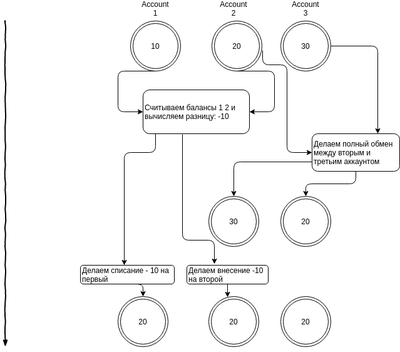 Account
1
Account
2
Account
3
10
20
30
Считываем балансы 1 2 и
вычисляем разницу: -10
Делаем полный обмен
между вторым и
третьим аккаунтом
30
20
Делаем списание - 10 на
первый
Делаем внесение -10
на второй
20
20
20